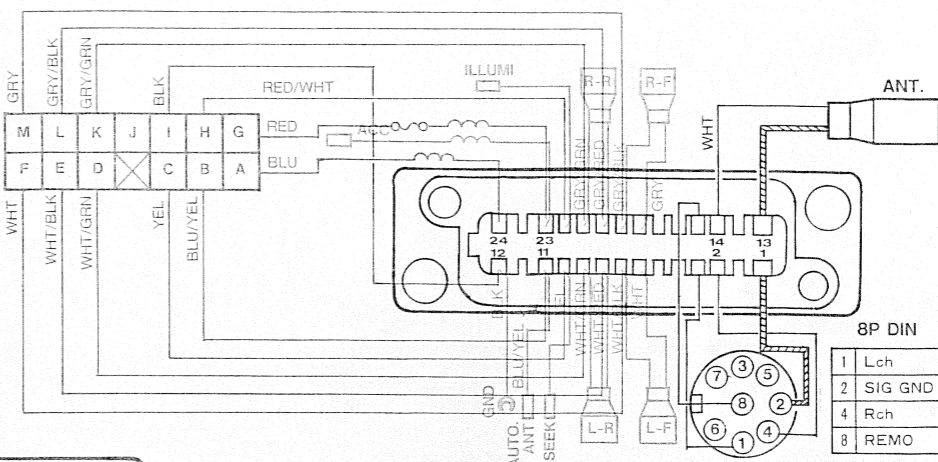 GRY
GRY/BLK
GRY/GRN
BLK
RED/WHT
ILLUMI
R-R
R-F
ANT.
M L K J I H G
RED
ACC
WHT
F E D C B A
BLU
WHT
WHT/BLK
WHT/GRN
YEL
BLU/YEL
GRY/GRN
GRY/RED
GRY/BLK
GRY
24 23 14 13
12 11 2 1
BLK
BLU/YEL
YEL
WHT/GRN
WHT/RED
WHT/BLK
WHT
GND
AUTO.
ANT
SEEK
L-R
L-F
7 3 5
8 2
6 1 4
8P DIN
1 Lch
2 SIG GND
4 Rch
8 REMO